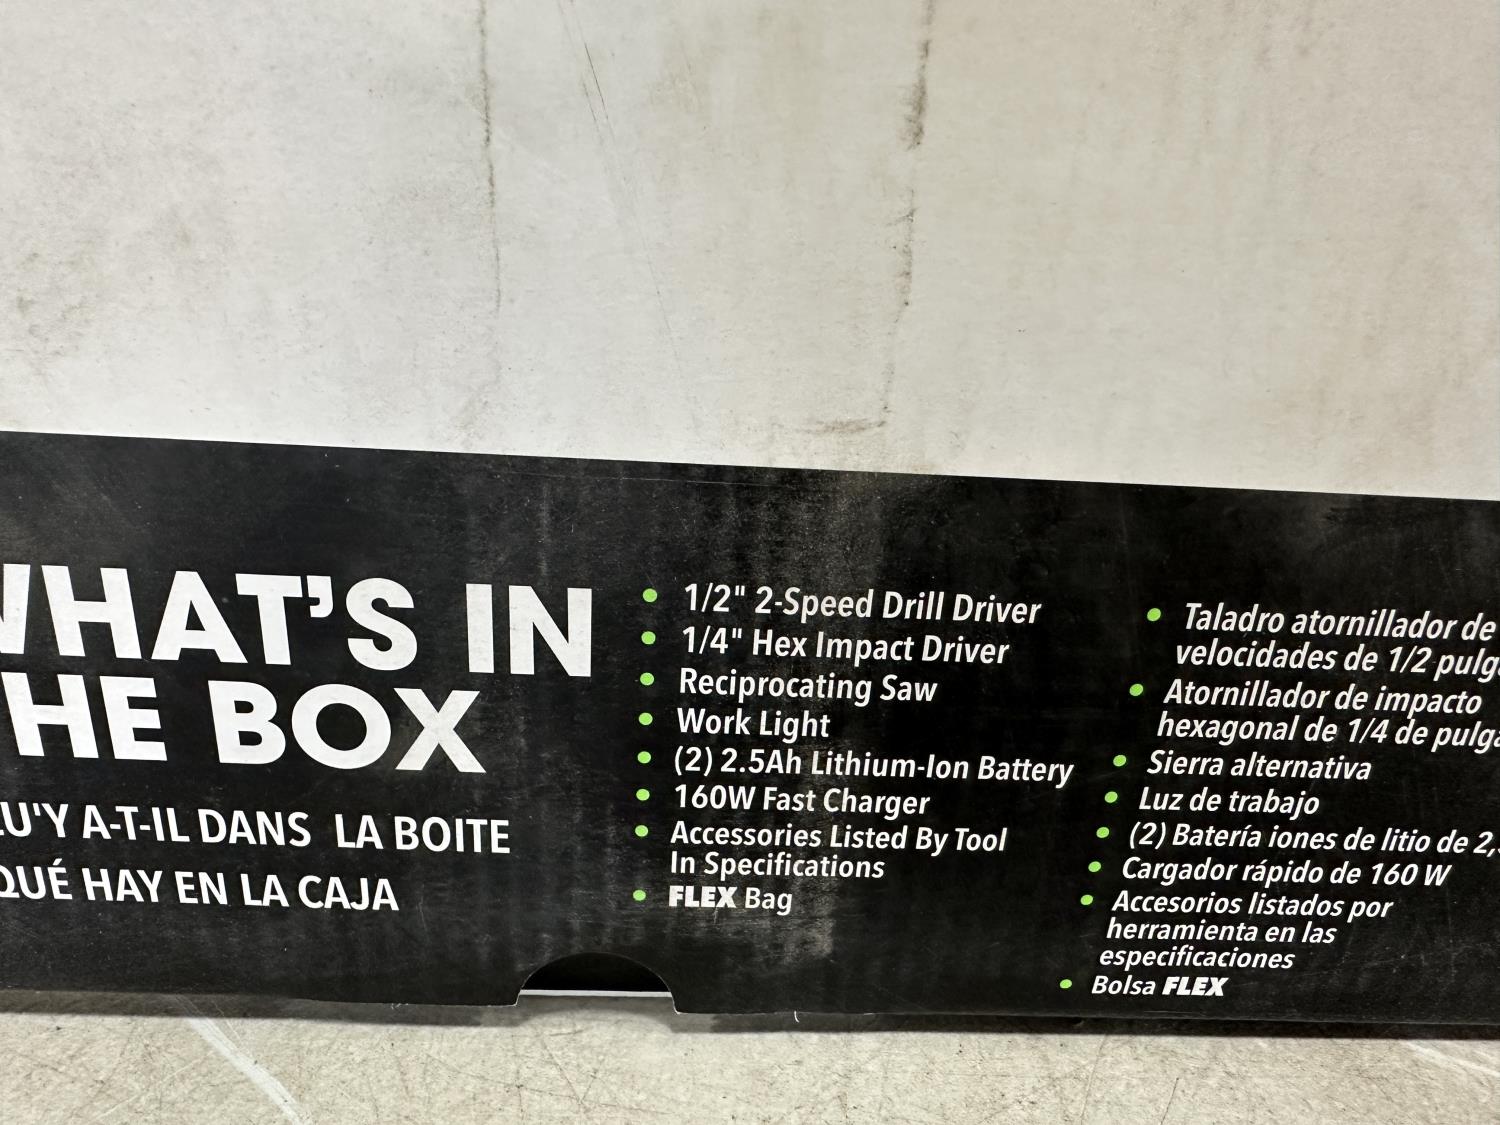 WHAT'S IN
THE BOX
QU'Y A-T-IL DANS LA BOITE
QUÉ HAY EN LA CAJA
• 1/2" 2-Speed Drill Driver
• 1/4" Hex Impact Driver
• Reciprocating Saw
• Work Light
• (2) 2.5Ah Lithium-Ion Battery
• 160W Fast Charger
• Accessories Listed By Tool
In Specifications
• FLEX Bag
• Taladro atornillador de
velocidades de 1/2
• Atornillador de impacto
hexagonal de 1/4 de
• Sierra alternativa
• Luz de trabajo
• (2) Batería iones de litio de
• Cargador rápido de 160 W
• Accesorios listados por
herramienta en las
especificaciones
• Bolsa FLEX